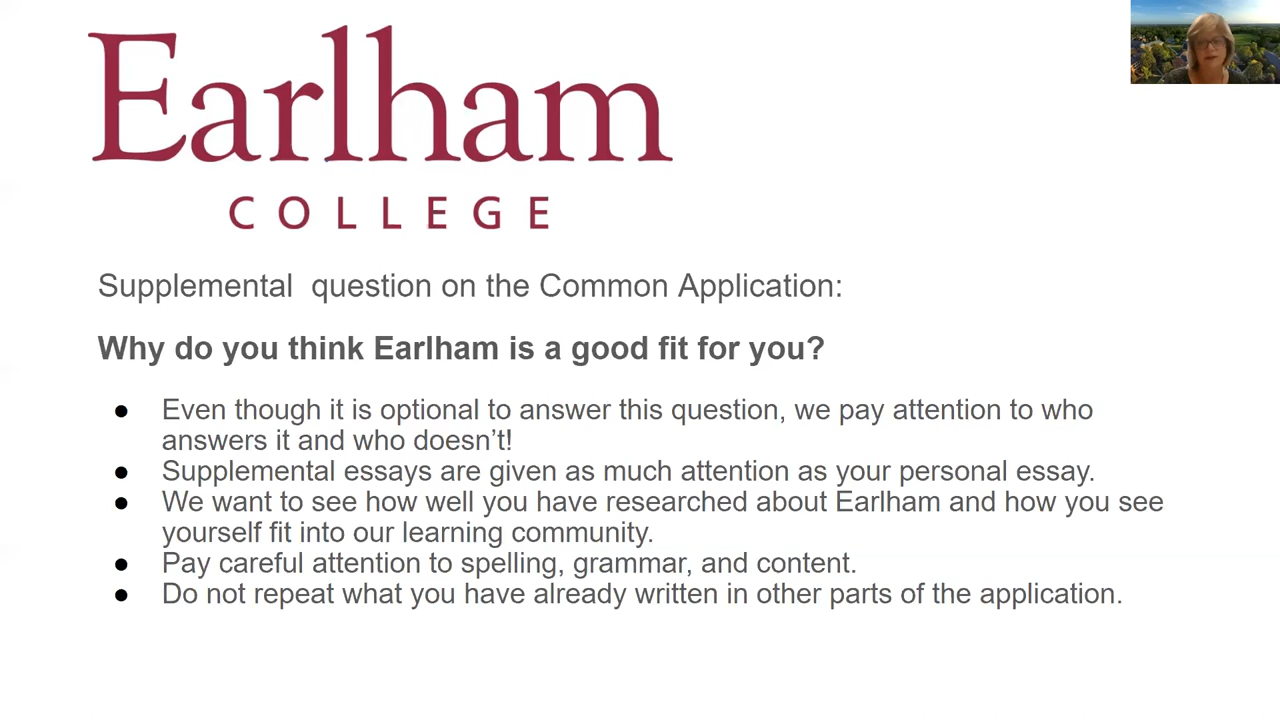 Earlham
COLLEGE
Supplemental  question on the Common Application:
Why do you think Earlham is a good fit for you?
● Even though it is optional to answer this question, we pay attention to who
answers it and who doesn’t!
● Supplemental essays are given as much attention as your personal essay.
● We want to see how well you have researched about Earlham and how you see
yourself fit into our learning community.
● Pay careful attention to spelling, grammar, and content.
● Do not repeat what you have already written in other parts of the application.